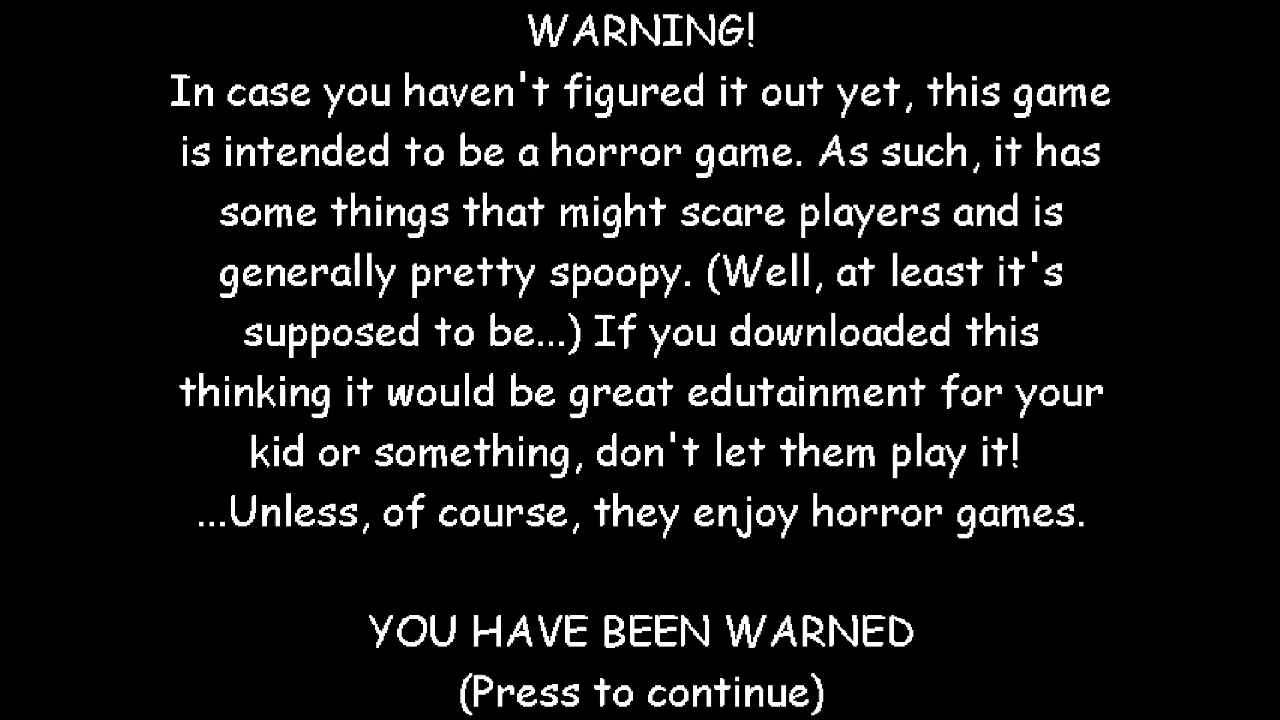 WARNING!
In case you haven't figured it out yet, this game
is intended to be a horror game. As such, it has
some things that might scare players and is
generally pretty spoopy. (Well, at least it's
supposed to be...) If you downloaded this
thinking it would be great edutainment for your
kid or something, don't let them play it!
...Unless, of course, they enjoy horror games.
YOU HAVE BEEN WARNED
(Press to continue)